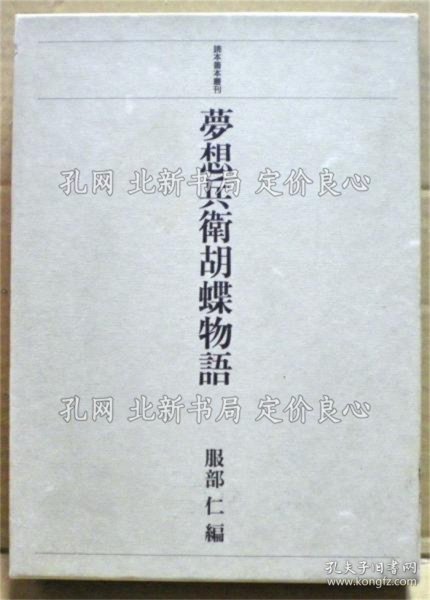 読本善本叢刊
夢想兵衛胡蝶物語
孔网 北新书局 定价良心
孔网 北新书局 定价良心
服部 仁 編
孔夫子旧书网
www.kongfz.com